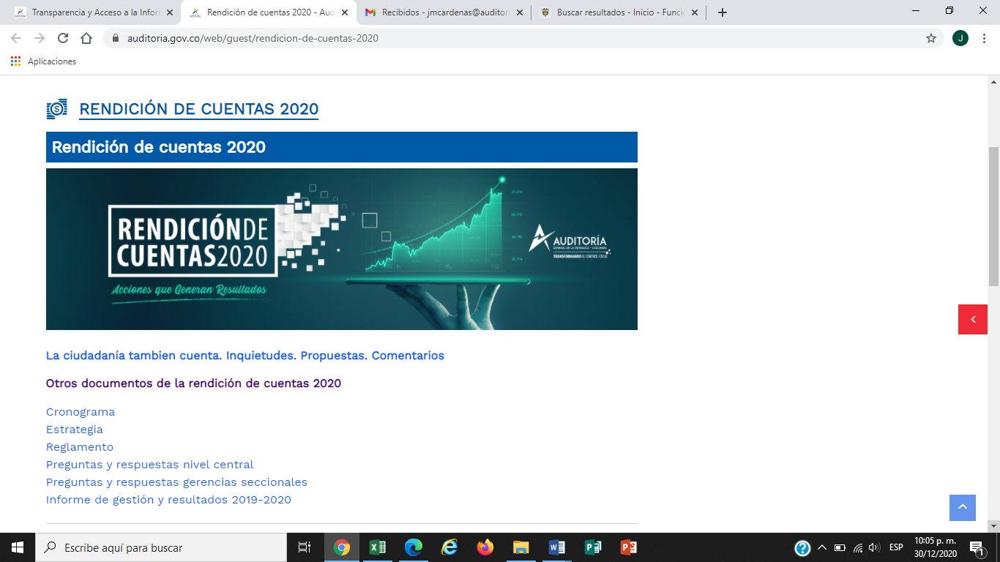 Transparencia y Acceso a la Infor
Rendición de cuentas 2020 - Aud
Recibidos - jmcardenas@auditori
Buscar resultados - Inicio - Funció
auditoria.gov.co/web/guest/rendicion-de-cuentas-2020
J
Aplicaciones
RENDICIÓN DE CUENTAS 2020
Rendición de cuentas 2020
RENDICIÓNDE
CUENTAS2020
Acciones que Generan Resultados
AUDITORÍA
GENERAL DE LA REPÚBLICA - COLOMBIA
TRANSFORMANDO EL CONTROL FISCAL
La ciudadanía tambien cuenta. Inquietudes. Propuestas. Comentarios
Otros documentos de la rendición de cuentas 2020
Cronograma
Estrategia
Reglamento
Preguntas y respuestas nivel central
Preguntas y respuestas gerencias seccionales
Informe de gestión y resultados 2019-2020
Escribe aquí para buscar
ESP
10:05 p. m.
30/12/2020
1